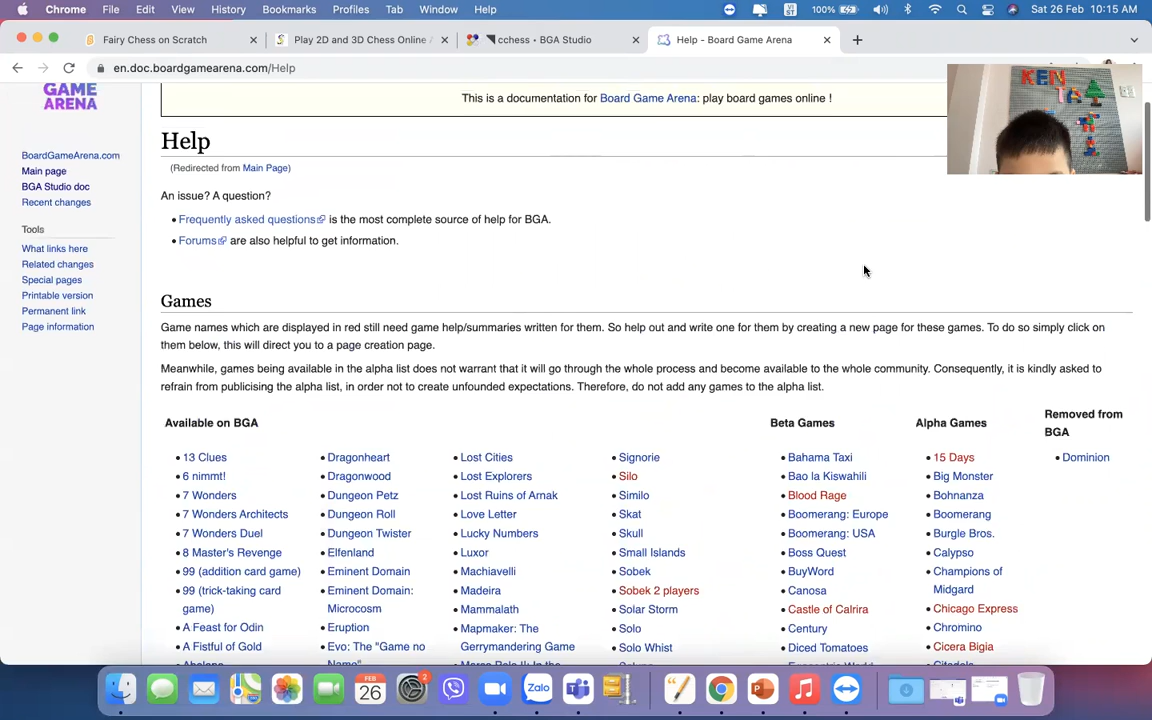 Chrome File Edit View History Bookmarks Profiles Tab Window Help VI ST 100% Sat 26 Feb 10:15 AM
Fairy Chess on Scratch Play 2D and 3D Chess Online cchess • BGA Studio Help - Board Game Arena
en.doc.boardgamearena.com/Help
GAME
ARENA
KEN
TA
This is a documentation for Board Game Arena: play board games online !
Help
(Redirected from Main Page)
BoardGameArena.com
Main page
BGA Studio doc
Recent changes
Tools
What links here
Related changes
Special pages
Printable version
Permanent link
Page information
An issue? A question?
• Frequently asked questions is the most complete source of help for BGA.
• Forums are also helpful to get information.
Games
Game names which are displayed in red still need game help/summaries written for them. So help out and write one for them by creating a new page for these games. To do so simply click on
them below, this will direct you to a page creation page.
Meanwhile, games being available in the alpha list does not warrant that it will go through the whole process and become available to the whole community. Consequently, it is kindly asked to
refrain from publicising the alpha list, in order not to create unfounded expectations. Therefore, do not add any games to the alpha list.
Available on BGA
• 13 Clues
• 6 nimmt!
• 7 Wonders
• 7 Wonders Architects
• 7 Wonders Duel
• 8 Master's Revenge
• 99 (addition card game)
• 99 (trick-taking card
game)
• A Feast for Odin
• A Fistful of Gold
• Dragonheart
• Dragonwood
• Dungeon Petz
• Dungeon Roll
• Dungeon Twister
• Elfenland
• Eminent Domain
• Eminent Domain:
Microcosm
• Eruption
• Evo: The "Game no
Name"
• Lost Cities
• Lost Explorers
• Lost Ruins of Arnak
• Love Letter
• Lucky Numbers
• Luxor
• Machiavelli
• Madeira
• Mammalath
• Mapmaker: The
Gerrymandering Game
• Signorie
• Silo
• Similo
• Skat
• Skull
• Small Islands
• Sobek
• Sobek 2 players
• Solar Storm
• Solo
• Solo Whist
Beta Games
• Bahama Taxi
• Bao la Kiswahili
• Blood Rage
• Boomerang: Europe
• Boomerang: USA
• Boss Quest
• BuyWord
• Canosa
• Castle of Calrira
• Century
• Diced Tomatoes
Alpha Games
• 15 Days
• Big Monster
• Bohnanza
• Boomerang
• Burgle Bros.
• Calypso
• Champions of
Midgard
• Chicago Express
• Chromino
• Cicera Bigia
Removed from
BGA
• Dominion
FEB
26
2
Zalo